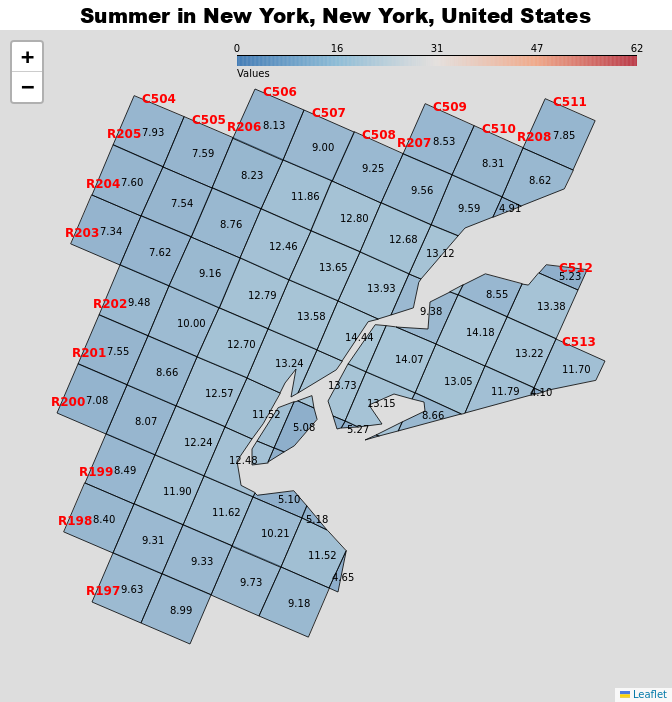 Summer in New York, New York, United States
+
−
0 16 31 47 62
Values
C504 C506 C509 C511
C505 C507 C508 C510
R205 7.93 R206 8.13 R207 8.53 R208 7.85
7.59 9.00 9.25 8.31
R204 7.60 8.23 9.56 8.62
7.54 11.86 9.59 4.91
R203 7.34 8.76 12.80 12.68
7.62 12.46 13.12
9.16 13.65 C512
5.23
R202 9.48 12.79 13.93 8.55 13.38
10.00 13.58 9.38
R201 7.55 12.70 14.44 14.18 C513
8.66 13.24 14.07 13.22 11.70
R200 7.08 12.57 13.73 13.05 11.79 4.10
8.07 11.52 13.15 8.66
12.24 5.08 5.27
R199 8.49 12.48
11.90 5.10
R198 8.40 11.62 5.18
9.31 10.21
9.33 11.52
R197 9.63 9.73 4.65
8.99 9.18
Leaflet